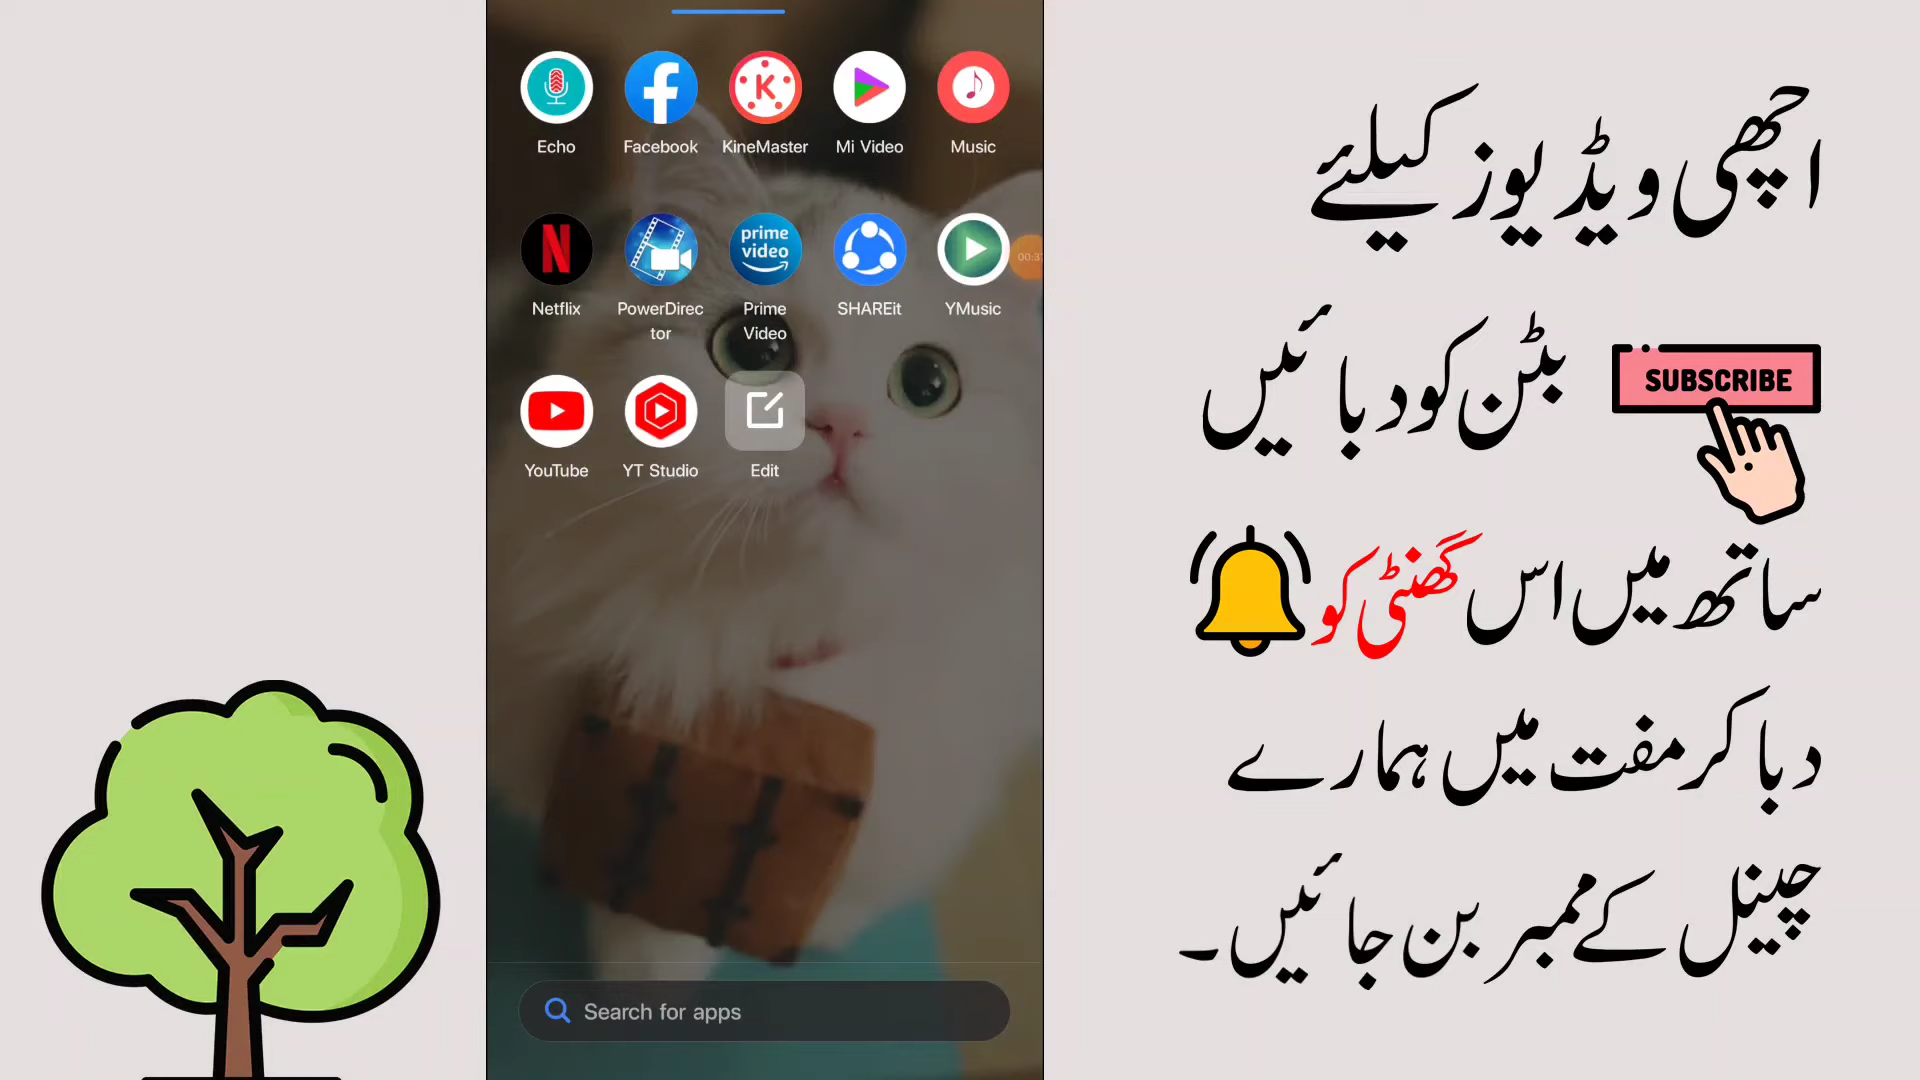 Echo
Facebook
KineMaster
Mi Video
Music
N
prime
video
Netflix
PowerDirec
tor
Prime
Video
SHAREit
YMusic
YouTube
YT Studio
Edit
Search for apps
اچھی ویڈیوز کیلئے
SUBSCRIBE بٹن کو دبائیں
ساتھ میں اس گھنٹی کو
دبا کر مفت میں ہمارے
چینل کے ممبر بن جائیں۔